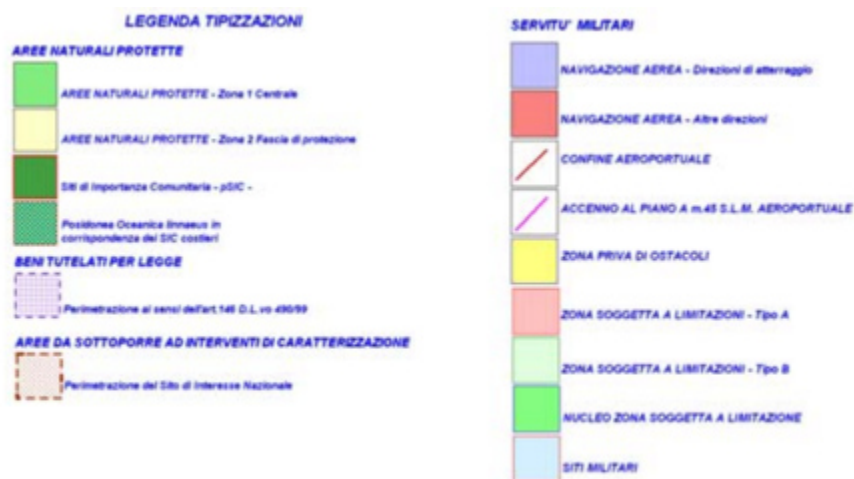 LEGENDA TIPIZZAZIONI
AREE NATURALI PROTETTE
AREE NATURALI PROTETTE - Zona 1 Centrale
AREE NATURALI PROTETTE - Zona 2 Fascia di protezione
Siti di Importanza Comunitaria - pSIC -
Posidonea Oceanica linnaeus in
corrispondenza dei SIC costieri
BENI TUTELATI PER LEGGE
Perimetrazione ai sensi dell'art.146 D.L.vo 490/99
AREE DA SOTTOPORRE AD INTERVENTI DI CARATTERIZZAZIONE
Perimetrazione del Sito di Interesse Nazionale
SERVITU' MILITARI
NAVIGAZIONE AEREA - Direzioni di atterraggio
NAVIGAZIONE AEREA - Altre direzioni
CONFINE AEROPORTUALE
ACCENNO AL PIANO A m.45 S.L.M. AEROPORTUALE
ZONA PRIVA DI OSTACOLI
ZONA SOGGETTA A LIMITAZIONI - Tipo A
ZONA SOGGETTA A LIMITAZIONI - Tipo B
NUCLEO ZONA SOGGETTA A LIMITAZIONE
SITI MILITARI